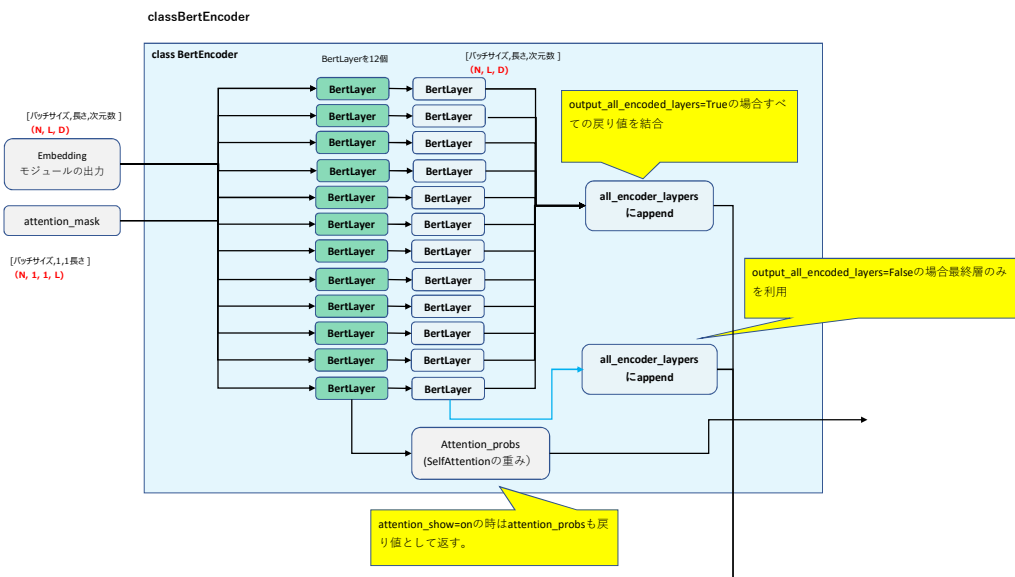 classBertEncoder
class BertEncoder
BertLayerを12個
[バッチサイズ,長さ,次元数 ]
(N, L, D)
BertLayer BertLayer
BertLayer BertLayer
BertLayer BertLayer
BertLayer BertLayer
BertLayer BertLayer
BertLayer BertLayer
BertLayer BertLayer
BertLayer BertLayer
BertLayer BertLayer
BertLayer BertLayer
BertLayer BertLayer
BertLayer BertLayer
[バッチサイズ,長さ,次元数 ]
(N, L, D)
Embedding
モジュールの出力
attention_mask
[バッチサイズ,1,1長さ ]
(N, 1, 1, L)
output_all_encoded_layers=Trueの場合すべ
ての戻り値を結合
all_encoder_laypers
にappend
output_all_encoded_layers=Falseの場合最終層のみ
を利用
all_encoder_laypers
にappend
Attention_probs
(SelfAttentionの重み）
attention_show=onの時はattention_probsも戻
り値として返す。